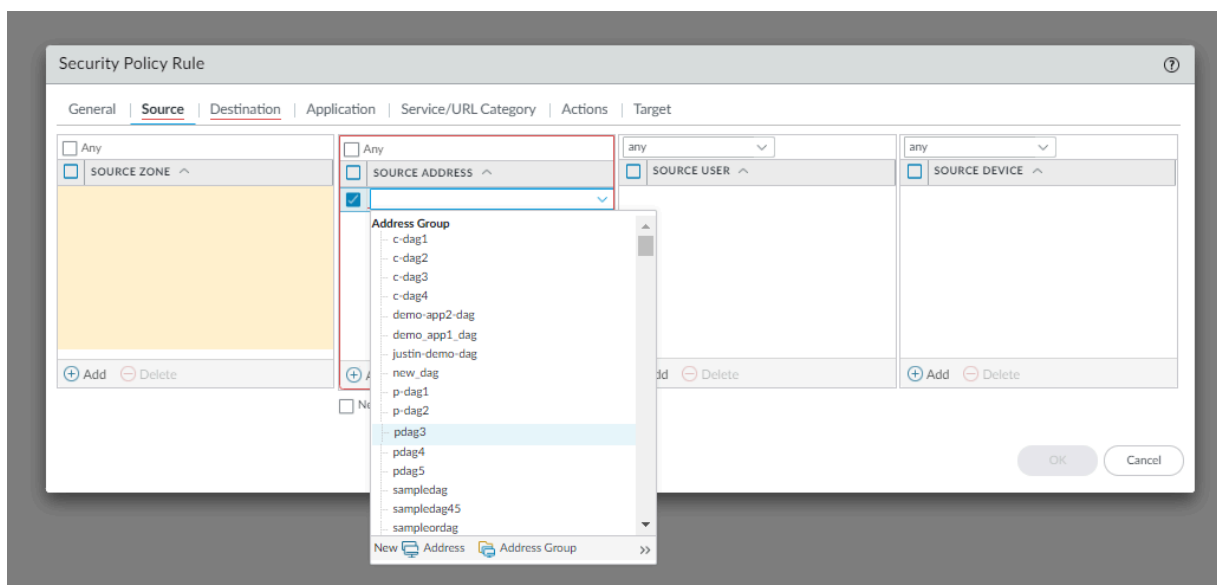 Security Policy Rule
General | Source | Destination | Application | Service/URL Category | Actions | Target
Any
SOURCE ZONE
Add Delete
Any
SOURCE ADDRESS
Address Group
c-dag1
c-dag2
c-dag3
c-dag4
demo-app2-dag
demo_app1_dag
justin-demo-dag
new_dag
p-dag1
p-dag2
pdag3
pdag4
pdag5
sampledag
sampledag45
sampleordag
New Address Address Group
any
SOURCE USER
Delete
any
SOURCE DEVICE
Add Delete
OK Cancel